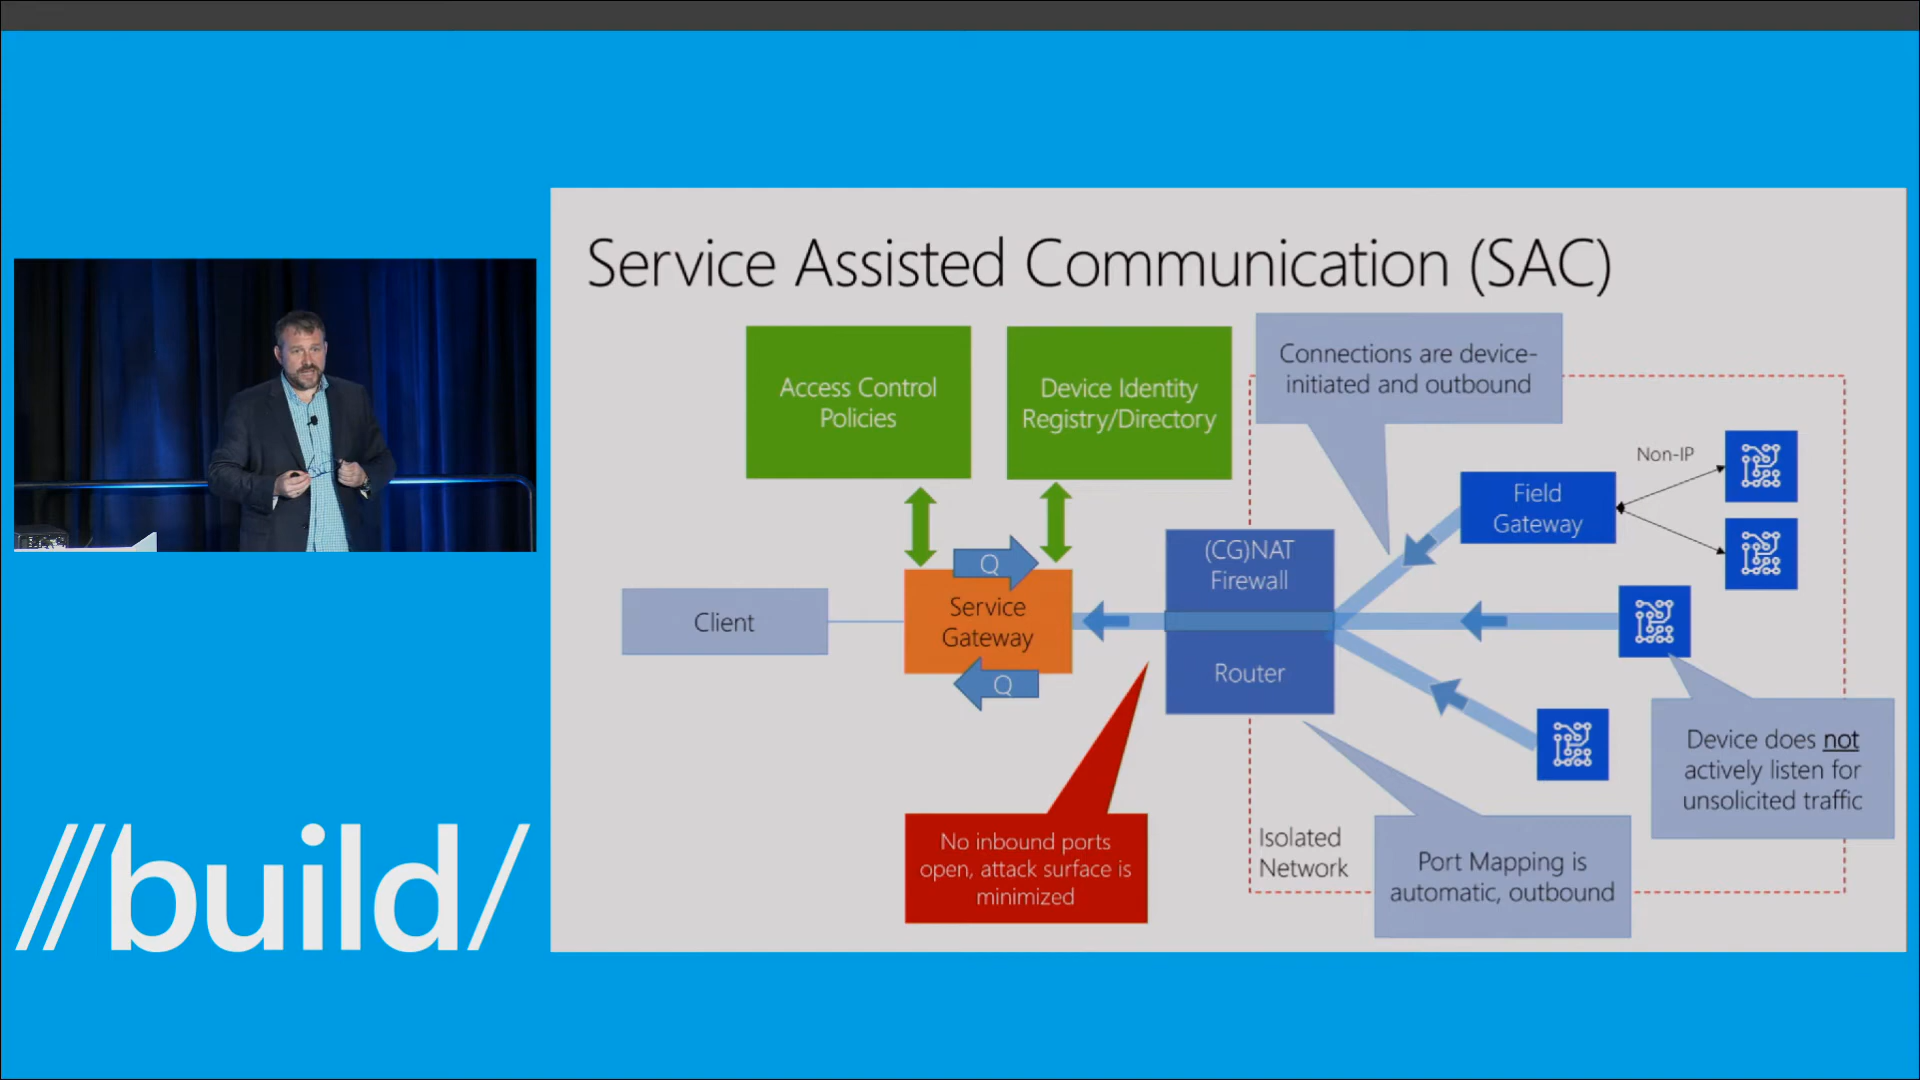 Service Assisted Communication (SAC)
Access Control
Policies
Device Identity
Registry/Directory
Connections are device-
initiated and outbound
Non-IP
Field
Gateway
(CG)NAT
Firewall
Router
Q
Service
Gateway
Q
Client
Device does not
actively listen for
unsolicited traffic
No inbound ports
open, attack surface is
minimized
Isolated
Network
Port Mapping is
automatic, outbound
//build/